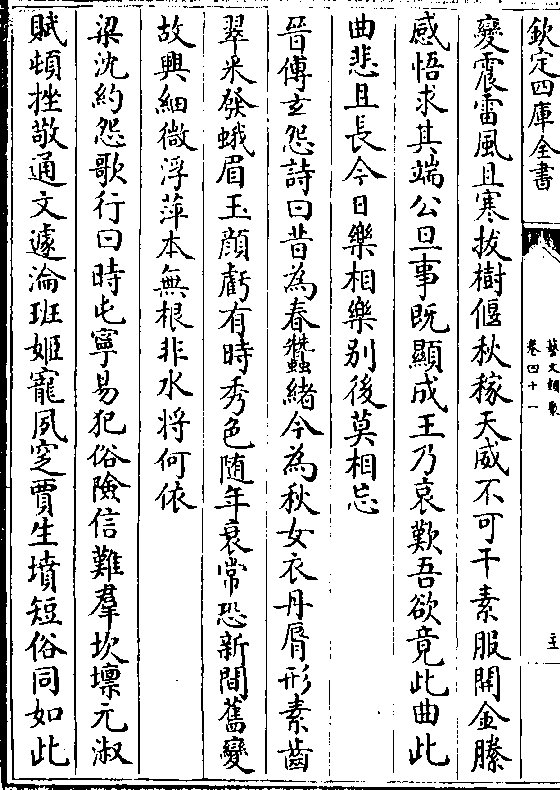 欽定四庫全書
藝文類聚
卷四十一
變震雷風且寒拔樹偃秋稼天威不可干素服開金縢
感悟求其端公旦事既顯成王乃哀歎吾欲竟此曲此
曲悲且長今日樂相樂别後莫相忘
晉傅𤣥怨詩曰昔為春蠶緒今為秋女衣丹脣形素齒
翠采發蛾眉玉顔虧有時秀色随年衰常恐新間舊變
故興細微浮萍本無根非水将何依
梁沈約怨歌行曰時屯寧易犯俗險信難羣坎壈元淑
賦頓挫敬通文遽淪班姬寵夙窆賈生墳短俗同如此